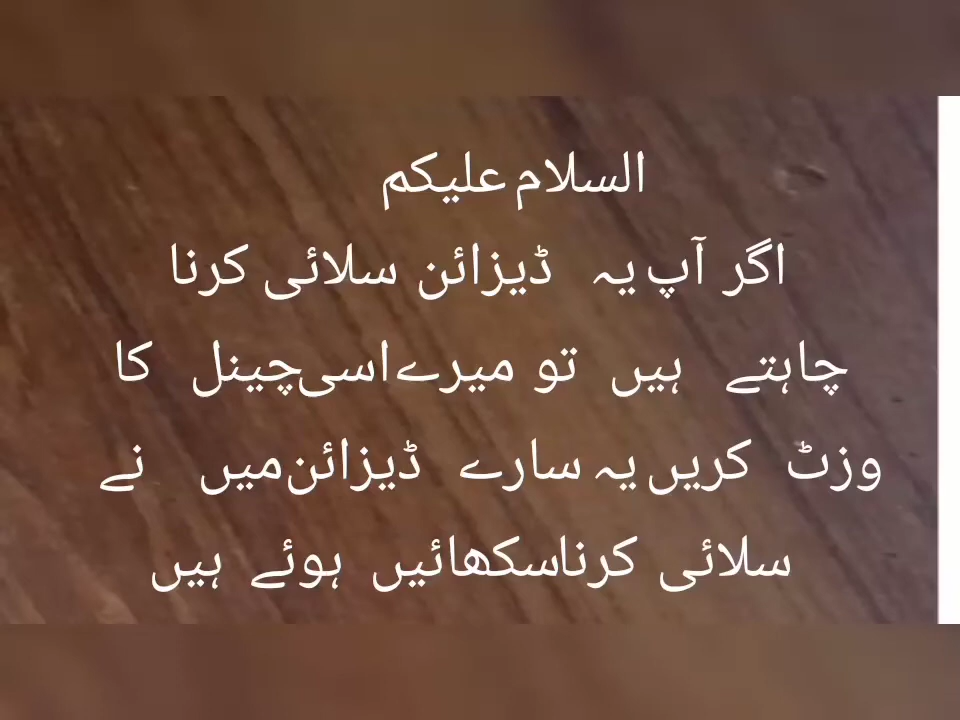 السلام علیکم
اگر آپ یہ ڈیزائن سلائی کرنا
چاہتے ہیں تو میرے اسی چینل کا
وزٹ کریں یہ سارے ڈیزائن میں نے
سلائی کرنا سکھائیں ہوئے ہیں